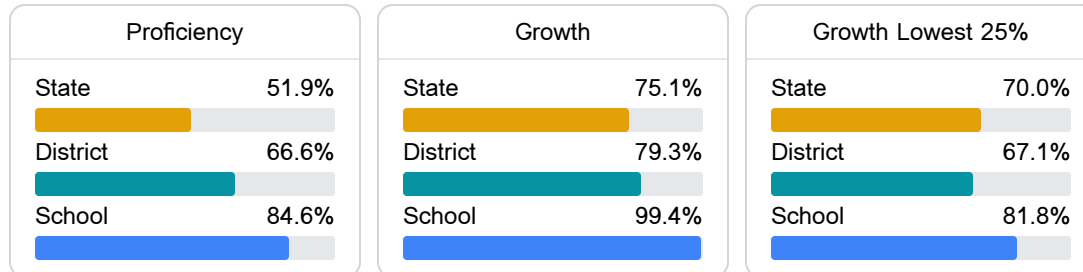 Proficiency
State 51.9%
District 66.6%
School 84.6%
Growth
State 75.1%
District 79.3%
School 99.4%
Growth Lowest 25%
State 70.0%
District 67.1%
School 81.8%